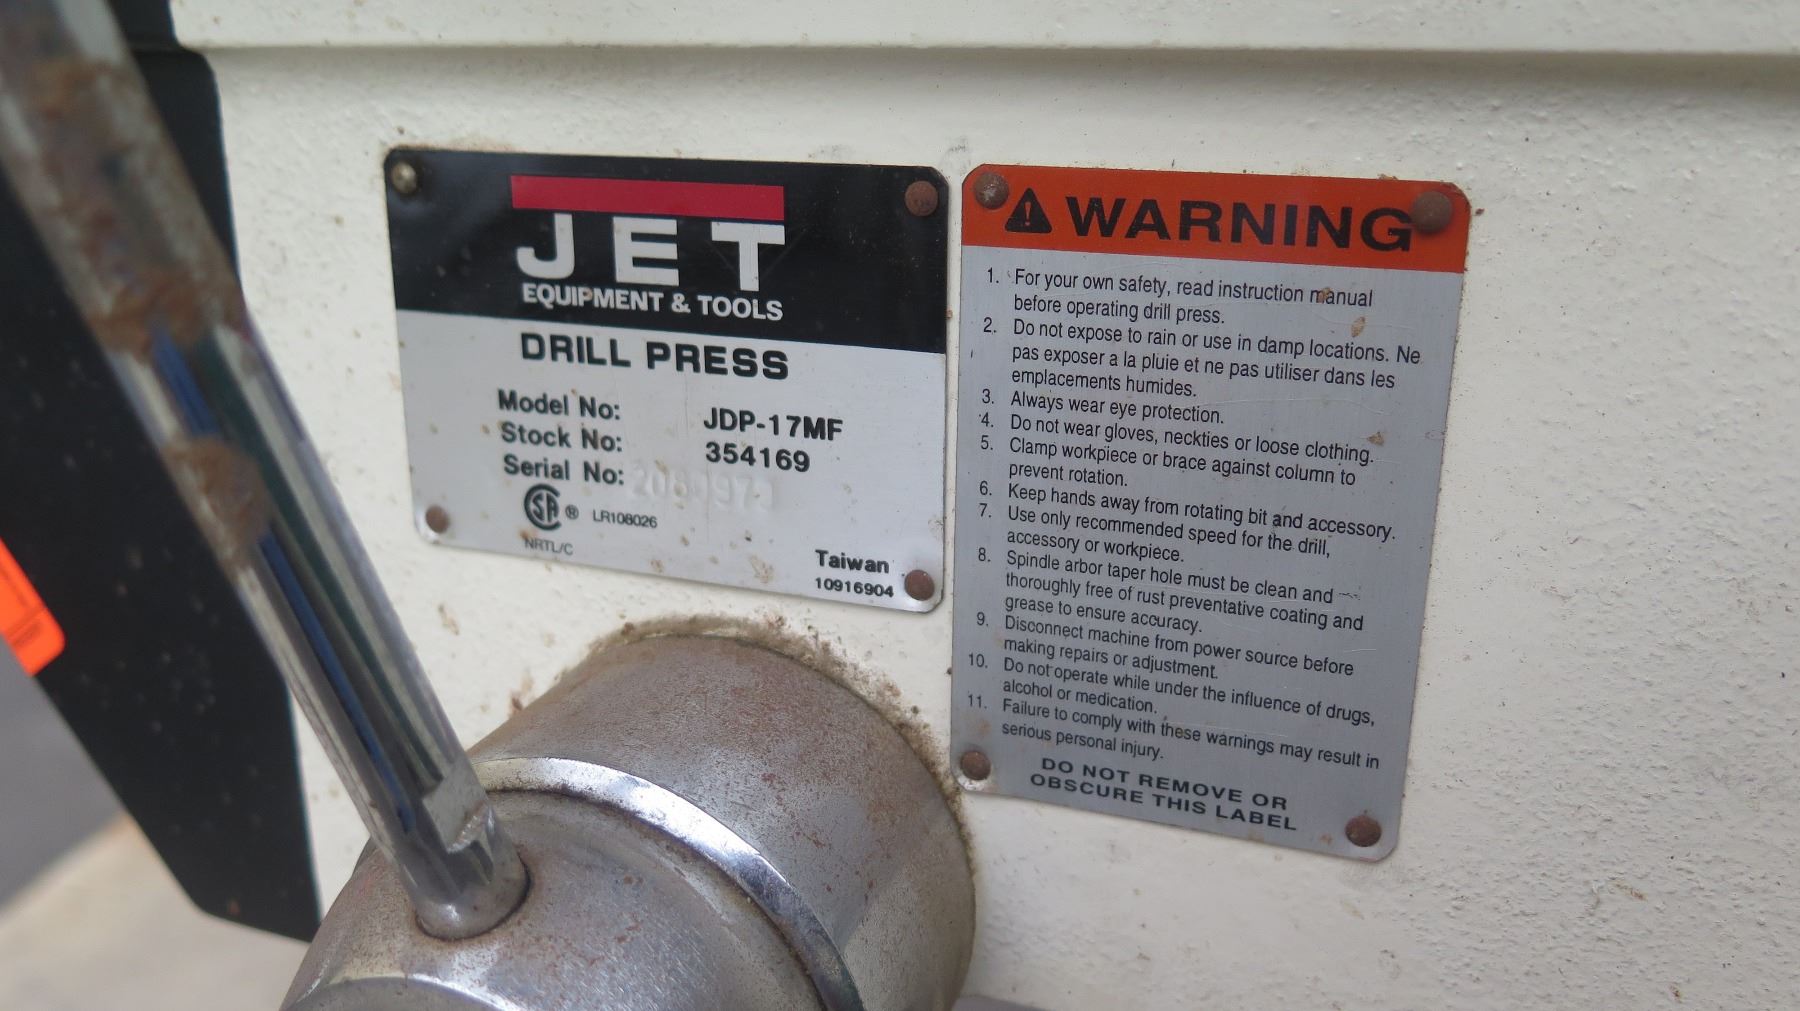 JET
EQUIPMENT & TOOLS
DRILL PRESS
Model No: JDP-17MF
Stock No: 354169
Serial No:
SA ® LR108026
NRTL/C
Taiwan
10916904
WARNING
1. For your own safety, read instruction manual
before operating drill press.
2. Do not expose to rain or use in damp locations. Ne
pas exposer a la pluie et ne pas utiliser dans les
emplacements humides.
3. Always wear eye protection.
4. Do not wear gloves, neckties or loose clothing.
5. Clamp workpiece or brace against column to
prevent rotation.
6. Keep hands away from rotating bit and accessory.
7. Use only recommended speed for the drill,
accessory or workpiece.
8. Spindle arbor taper hole must be clean and
thoroughly free of rust preventative coating and
grease to ensure accuracy.
9. Disconnect machine from power source before
making repairs or adjustment.
10. Do not operate while under the influence of drugs,
alcohol or medication.
11. Failure to comply with these warnings may result in
serious personal injury.
DO NOT REMOVE OR
OBSCURE THIS LABEL